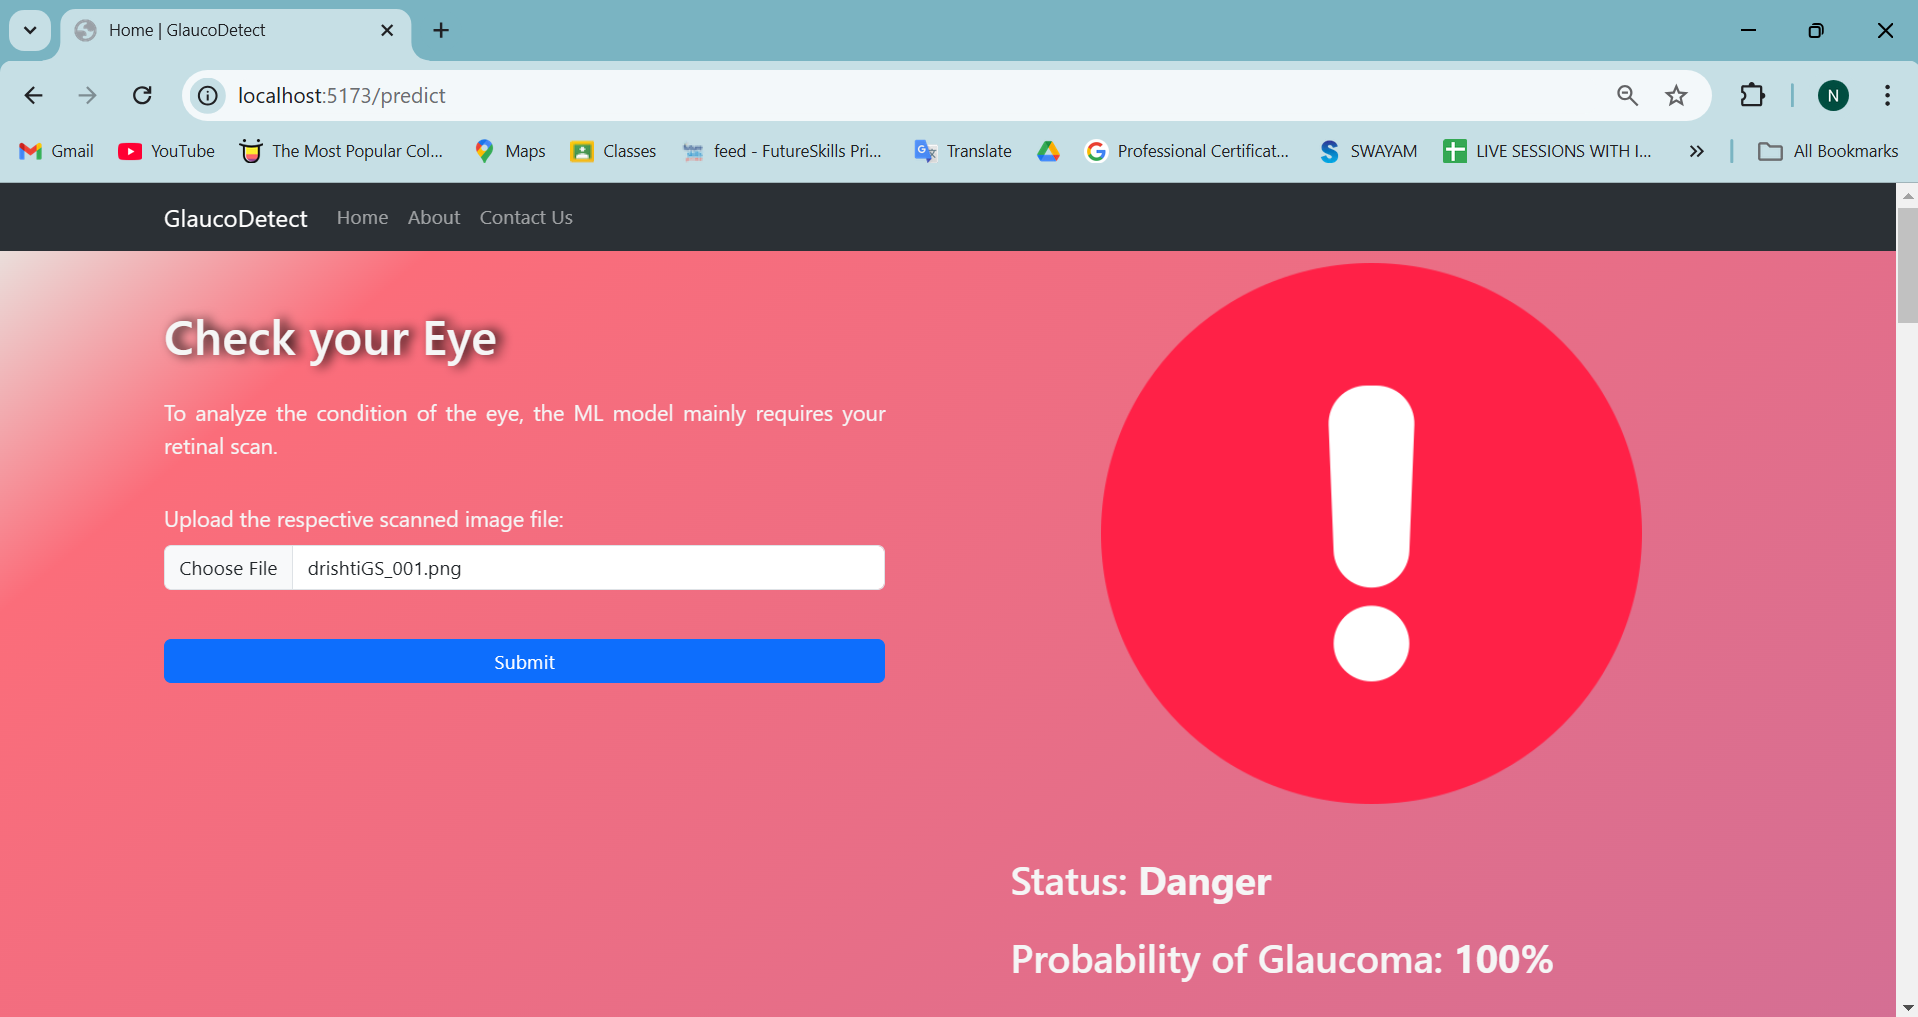 Home | GlaucoDetect
localhost:5173/predict
N
Gmail
YouTube
The Most Popular Col...
Maps
Classes
feed - FutureSkills Pri...
Translate
Professional Certificat...
SWAYAM
LIVE SESSIONS WITH I...
All Bookmarks
GlaucoDetect Home About Contact Us
Check your Eye
To analyze the condition of the eye, the ML model mainly requires your
retinal scan.
Upload the respective scanned image file:
Choose File drishtiGS_001.png
Submit
Status: Danger
Probability of Glaucoma: 100%